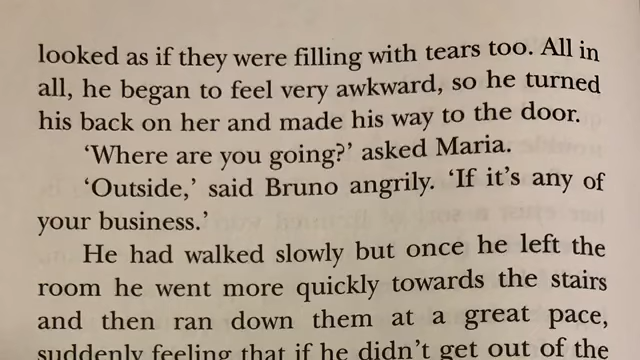 looked as if they were filling with tears too. All in
all, he began to feel very awkward, so he turned
his back on her and made his way to the door.
‘Where are you going?’ asked Maria.
‘Outside,’ said Bruno angrily. ‘If it’s any of
your business.’
He had walked slowly but once he left the
room he went more quickly towards the stairs
and then ran down them at a great pace,
suddenly feeling that if he didn’t get out of the